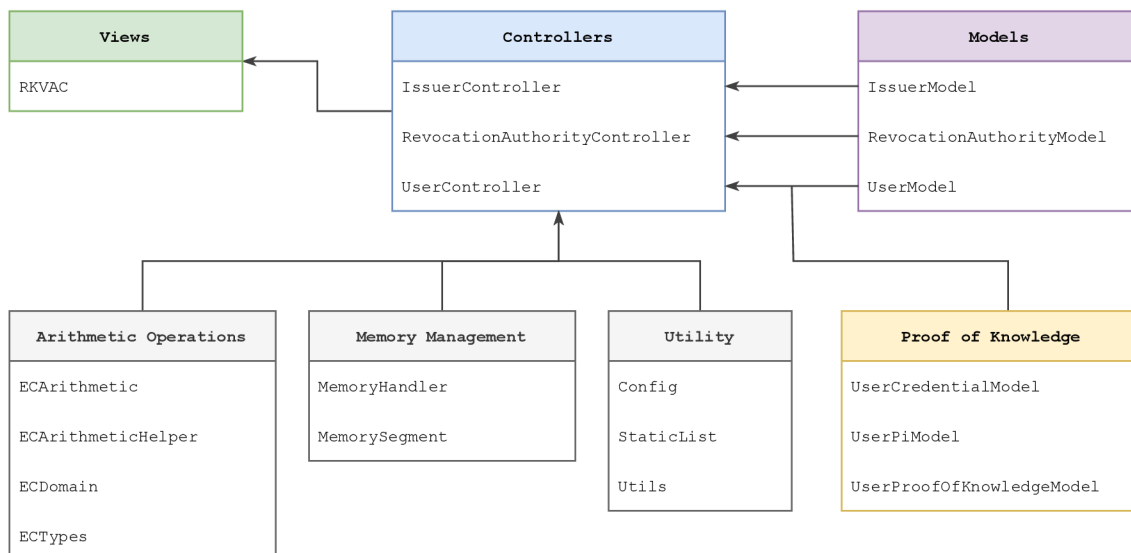 Views
RKVAC
Controllers
IssuerController
RevocationAuthorityController
UserController
Models
IssuerModel
RevocationAuthorityModel
UserModel
Arithmetic Operations
ECArithmetic
ECArithmeticHelper
ECDomain
ECTypes
Memory Management
MemoryHandler
MemorySegment
Utility
Config
StaticList
Utils
Proof of Knowledge
UserCredentialModel
UserPiModel
UserProofOfKnowledgeModel